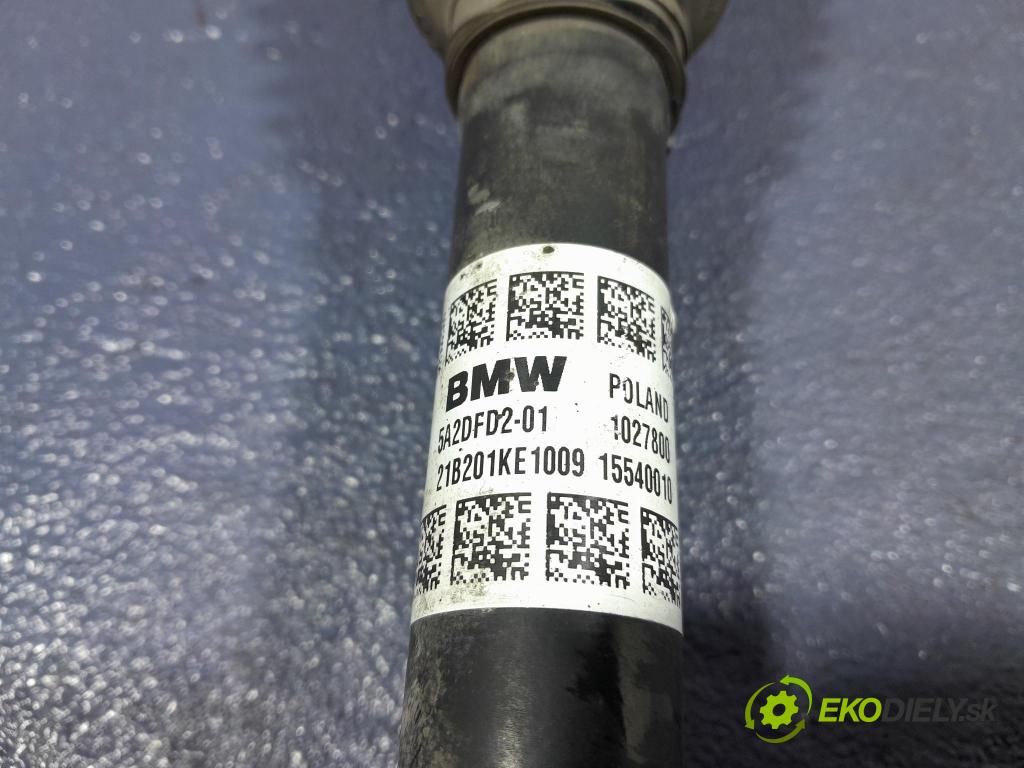 BMW POLAND
5A2DFD2-01 1027800
21B201KE1009 15540010
EKODIELY.sk